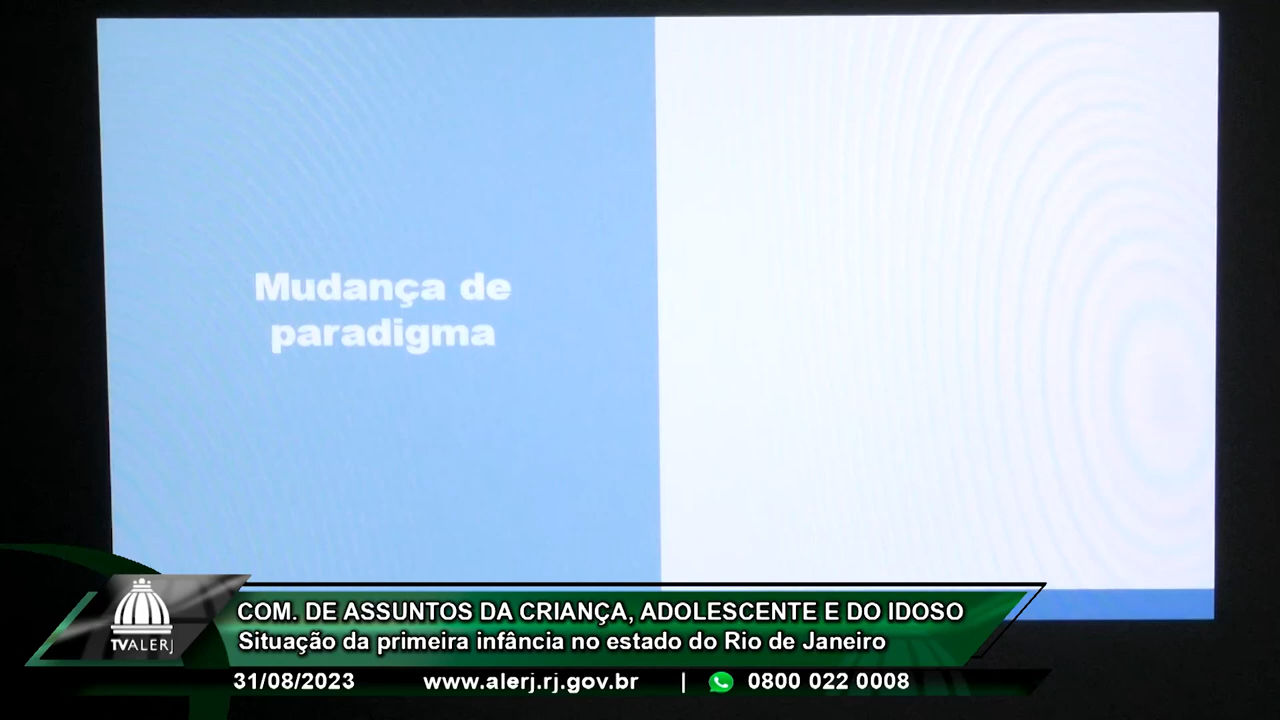 Mudança de
paradigma
COM. DE ASSUNTOS DA CRIANÇA, ADOLESCENTE E DO IDOSO
Situação da primeira infância no estado do Rio de Janeiro
TVALERJ
31/08/2023 www.alerj.rj.gov.br | 0800 022 0008